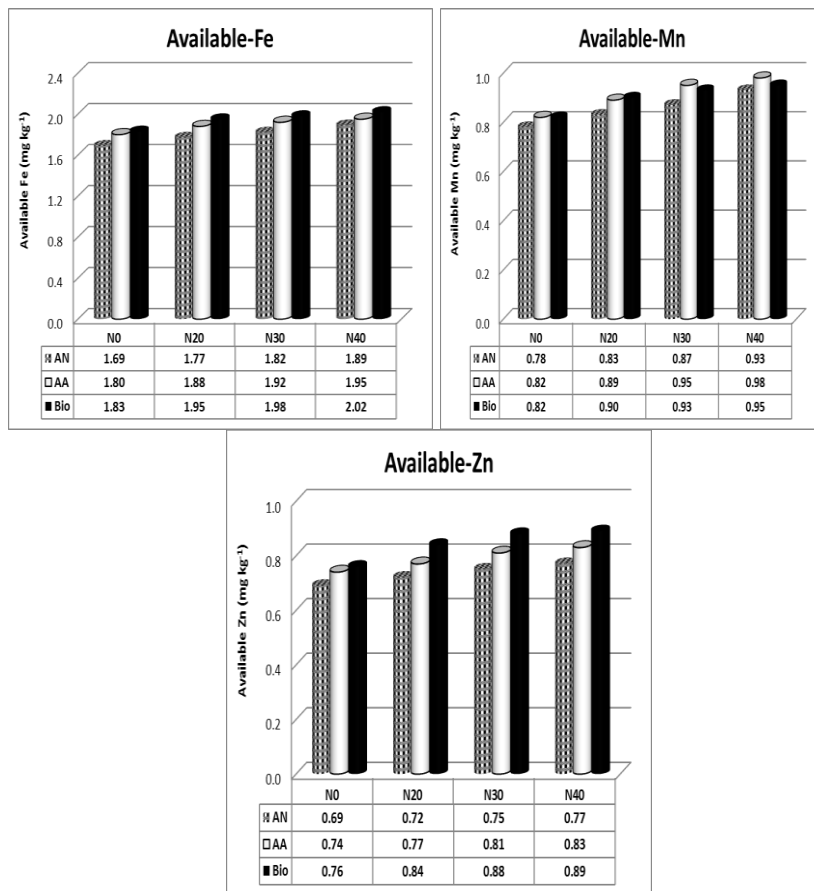 Available-Fe
Available Fe (mg kg⁻¹)
2.4
2.0
1.6
1.2
0.8
0.4
0.0
N0 N20 N30 N40
AN 1.69 1.77 1.82 1.89
AA 1.80 1.88 1.92 1.95
Bio 1.83 1.95 1.98 2.02
Available-Mn
Available Mn (mg kg⁻¹)
1.0
0.8
0.6
0.4
0.2
0.0
N0 N20 N30 N40
AN 0.78 0.83 0.87 0.93
AA 0.82 0.89 0.95 0.98
Bio 0.82 0.90 0.93 0.95
Available-Zn
Available Zn (mg kg⁻¹)
1.0
0.8
0.6
0.4
0.2
0.0
N0 N20 N30 N40
AN 0.69 0.72 0.75 0.77
AA 0.74 0.77 0.81 0.83
Bio 0.76 0.84 0.88 0.89